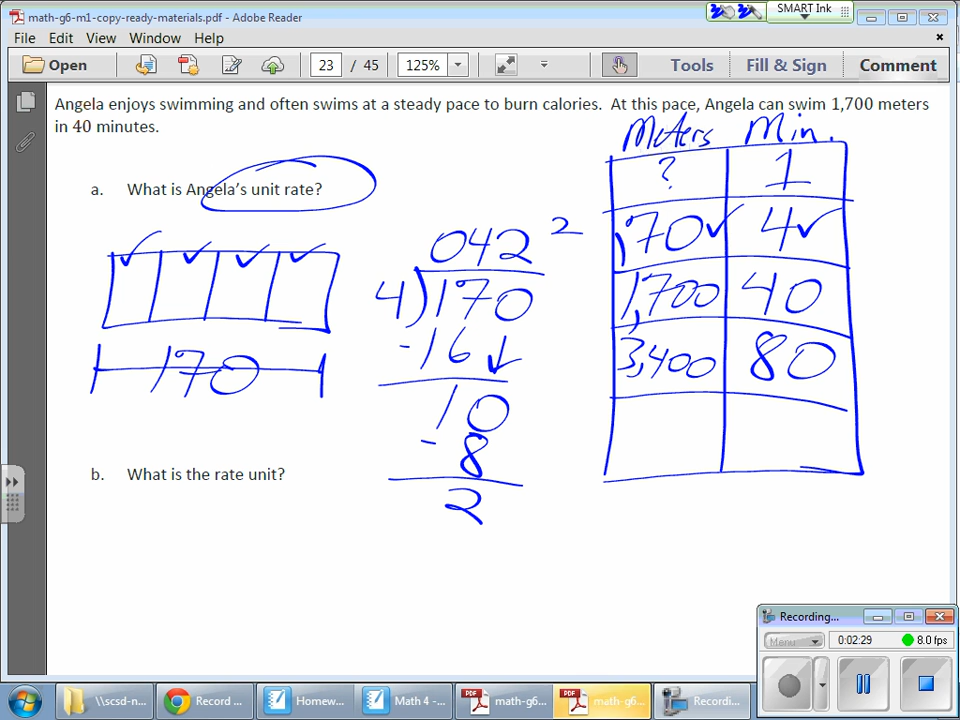 math-g6-m1-copy-ready-materials.pdf - Adobe Reader
SMART Ink
File Edit View Window Help
Open 23 / 45 125% Tools Fill & Sign Comment
Angela enjoys swimming and often swims at a steady pace to burn calories. At this pace, Angela can swim 1,700 meters
in 40 minutes.
a. What is Angela's unit rate?
Meters Min.
? 1
170 4
1,700 40
3,400 80
170
042 2
4)170
-16
10
-8
2
b. What is the rate unit?
Recording...
Menu 0:02:29 8.0 fps
\\scsd-n... Record ... Homew... Math 4 -... math-g6... math-g6... Recordi...